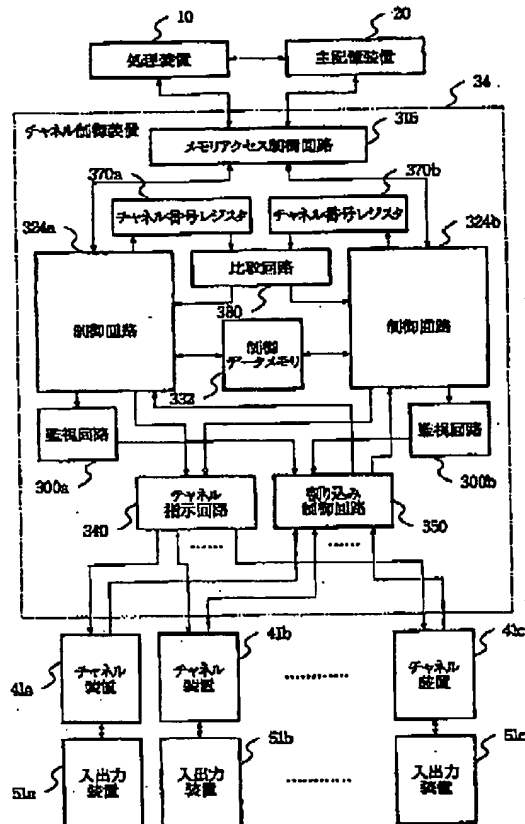 10
20
処理装置
主記憶装置
34
チャネル制御装置
316
メモリアクセス制御回路
370a
370b
チャネル番号レジスタ
チャネル番号レジスタ
324a
324b
比較回路
380
制御回路
制御回路
制御
データメモリ
332
監視回路
監視回路
300a
300b
チャネル
指示回路
割り込み
制御回路
340
350
......
......
41b
41c
チャネル
装置
チャネル
装置
............
チャネル
装置
41a
51b
51c
入出力
装置
入出力
装置
............
入出力
装置
51a